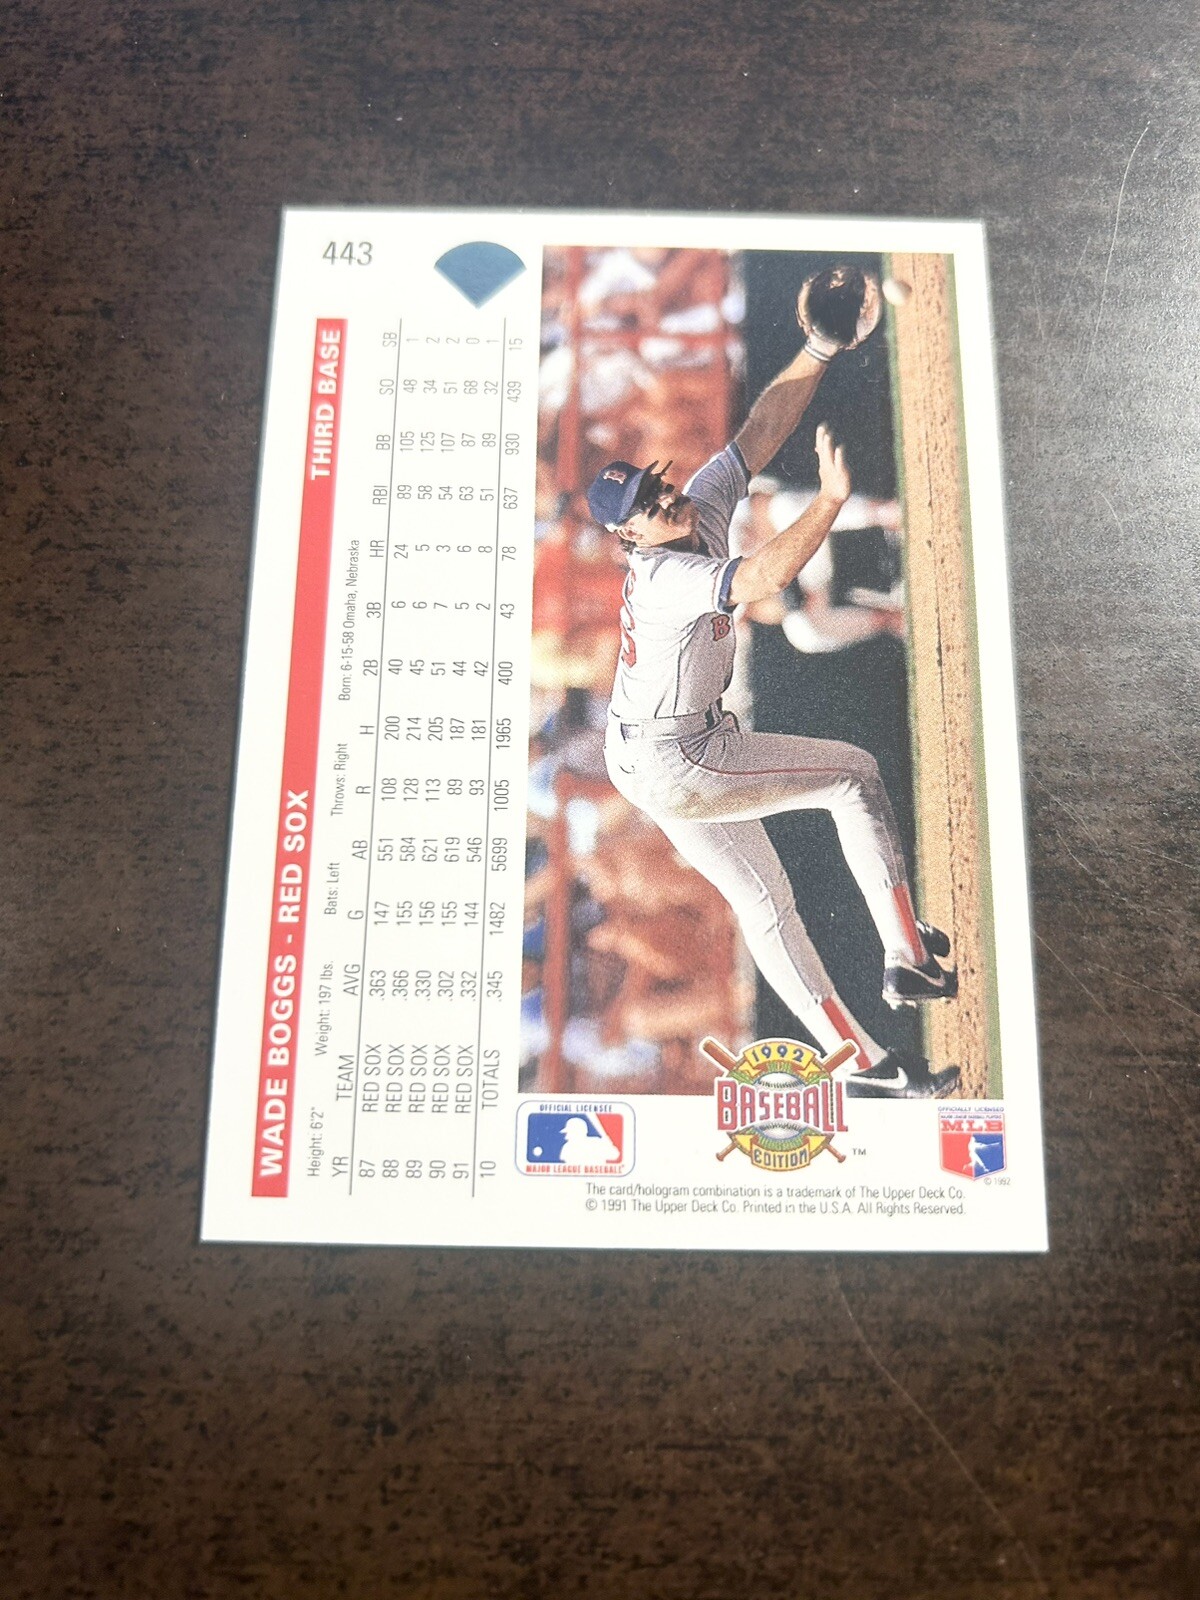 443
WADE BOGGS - RED SOX THIRD BASE
Height: 6'2" Weight: 197 lbs. Bats: Left Throws: Right Born: 6-15-58 Omaha, Nebraska
YR TEAM AVG G AB R H 2B 3B HR RBI BB SO SB
87 RED SOX .363 147 551 108 200 40 6 24 89 105 48 1
88 RED SOX .366 155 584 128 214 45 6 5 58 125 34 2
89 RED SOX .330 156 621 113 205 51 7 3 54 107 51 2
90 RED SOX .302 155 619 89 187 44 5 6 63 87 68 0
91 RED SOX .332 144 546 93 181 42 2 8 51 89 32 1
10 TOTALS .345 1482 5699 1005 1965 400 43 78 637 930 439 15
B
B
OFFICIAL LICENSEE
MAJOR LEAGUE BASEBALL
1992
BASEBALL
EDITION
TM
OFFICIALLY LICENSED
MAJOR LEAGUE BASEBALL PLAYERS
MLB
© 1992
The card/hologram combination is a trademark of The Upper Deck Co.
© 1991 The Upper Deck Co. Printed in the U.S.A. All Rights Reserved.